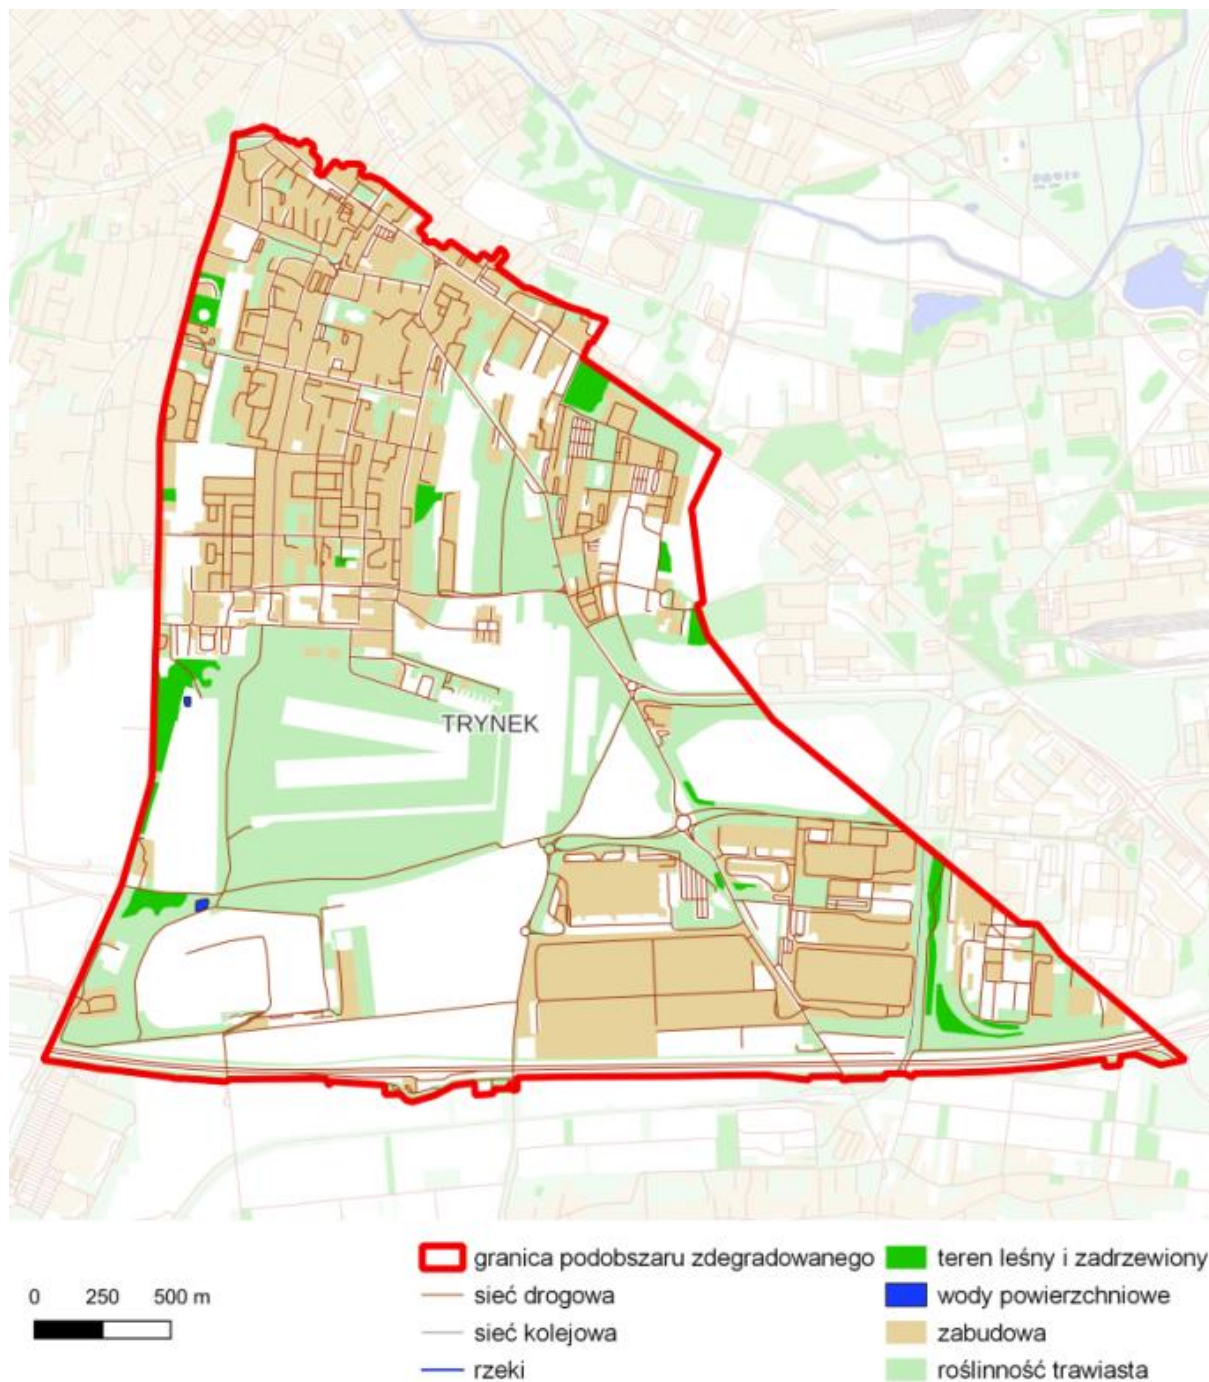 TRYNEK
granica podobszaru zdegradowanego
teren leśny i zadrzewiony
0 250 500 m
sieć drogowa
wody powierzchniowe
sieć kolejowa
zabudowa
rzeki
roślinność trawiasta